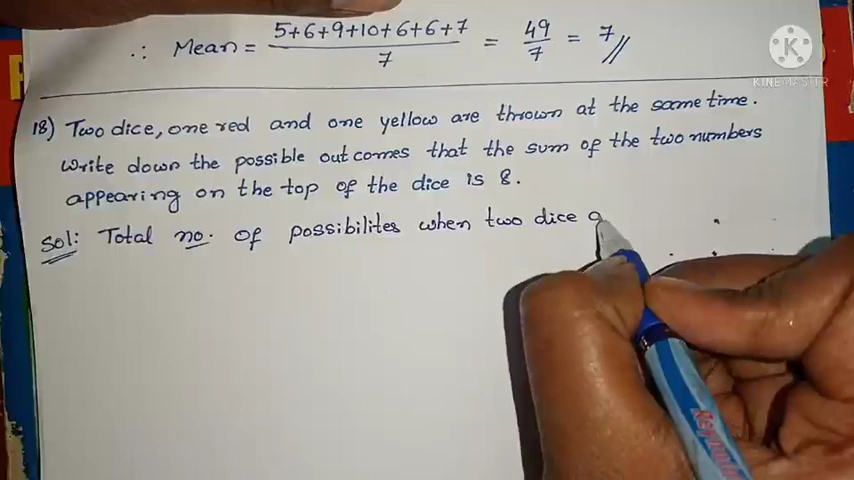 ∴ Mean = 5+6+9+10+6+6+7 / 7 = 49/7 = 7 //
KINEMASTER
18) Two dice, one red and one yellow are thrown at the same time.
write down the possible outcomes that the sum of the two numbers
appearing on the top of the dice is 8.
Sol: Total no. of possibilites when two dice a